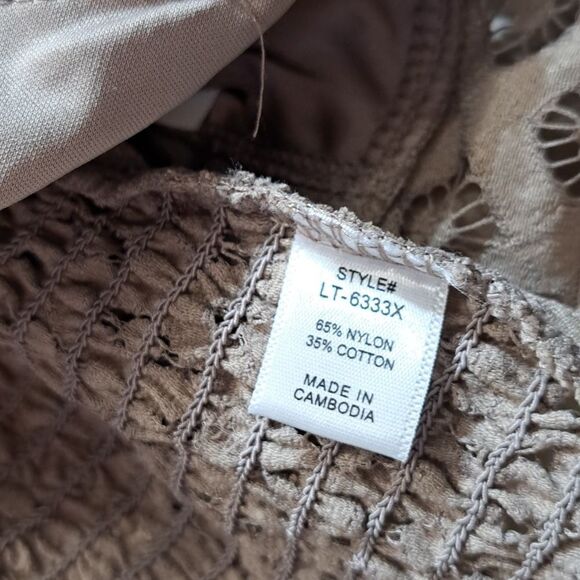 STYLE#
LT-6333X
65% NYLON
35% COTTON
MADE IN
CAMBODIA